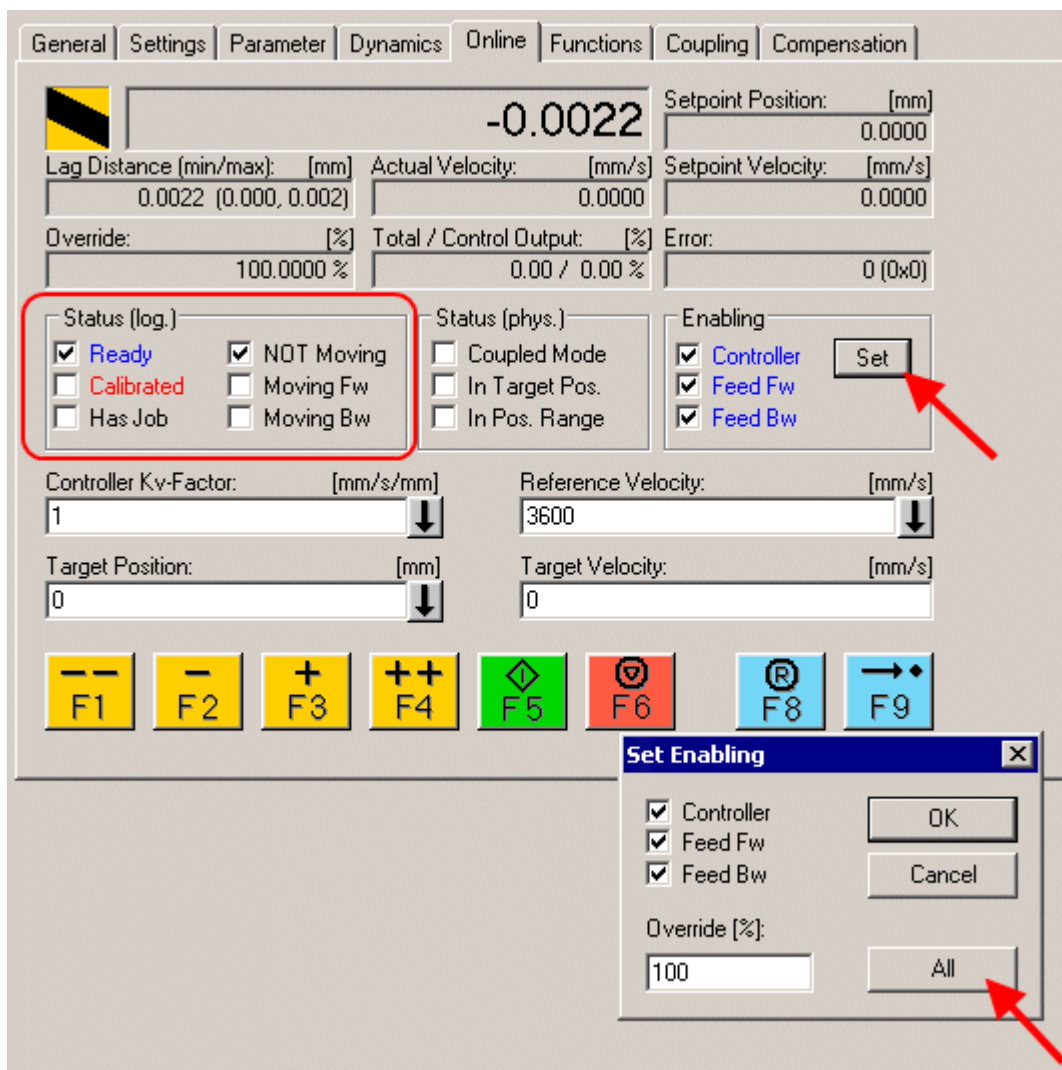 General Settings Parameter Dynamics Online Functions Coupling Compensation
-0.0022
Setpoint Position: [mm]
0.0000
Lag Distance (min/max): [mm] Actual Velocity: [mm/s] Setpoint Velocity: [mm/s]
0.0022 (0.000, 0.002) 0.0000 0.0000
Override: [%] Total / Control Output: [%] Error:
100.0000 % 0.00 / 0.00 % 0 (0x0)
Status (log.) Status (phys.) Enabling
Ready NOT Moving Coupled Mode Controller Set
Calibrated Moving Fw In Target Pos. Feed Fw
Has Job Moving Bw In Pos. Range Feed Bw
Controller Kv-Factor: [mm/s/mm] Reference Velocity: [mm/s]
1 3600
Target Position: [mm] Target Velocity: [mm/s]
0 0
-- - + ++ R
F1 F2 F3 F4 F5 F6 F8 F9
Set Enabling
Controller OK
Feed Fw
Feed Bw Cancel
Override [%]:
100 All